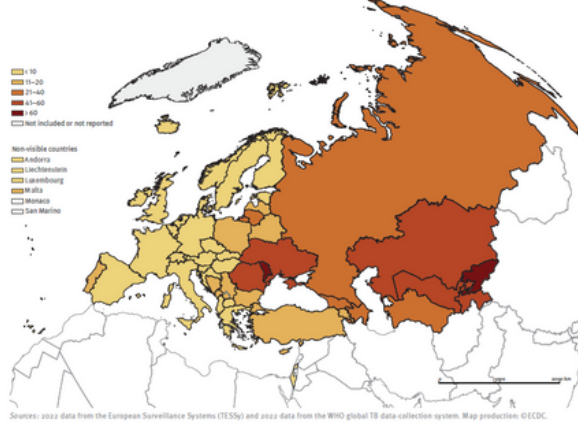 ≤ 10
11–20
21–40
41–60
≥ 60
Not included or not reported
Non-visible countries
Andorra
Liechtenstein
Luxembourg
Malta
Monaco
San Marino
Sources: 2022 data from the European Surveillance Systems (TESSy) and 2022 data from the WHO global TB data-collection system. Map production: ©ECDC.